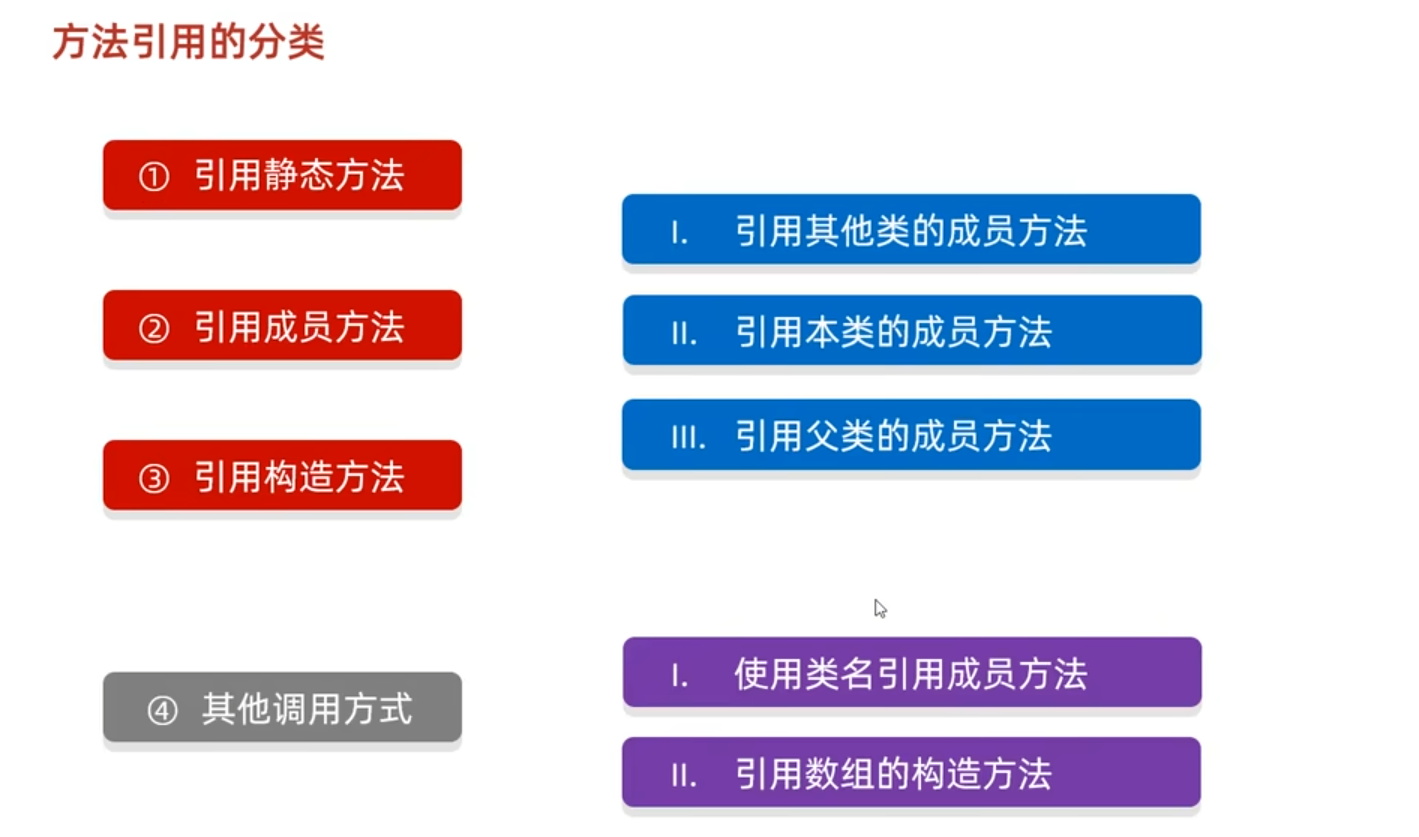 方法引用的分类
① 引用静态方法
② 引用成员方法
I. 引用其他类的成员方法
II. 引用本类的成员方法
III. 引用父类的成员方法
③ 引用构造方法
④ 其他调用方式
I. 使用类名引用成员方法
II. 引用数组的构造方法